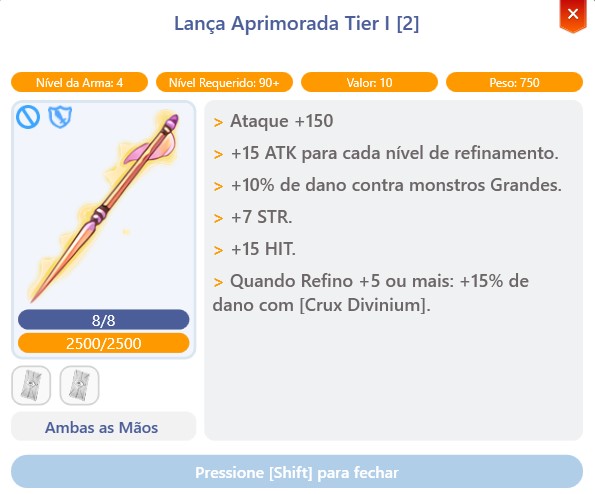 Lança Aprimorada Tier I [2]
Nível da Arma: 4
Nível Requerido: 90+
Valor: 10
Peso: 750
> Ataque +150
> +15 ATK para cada nível de refinamento.
> +10% de dano contra monstros Grandes.
> +7 STR.
> +15 HIT.
> Quando Refino +5 ou mais: +15% de
dano com [Crux Divinium].
8/8
2500/2500
Ambas as Mãos
Pressione [Shift] para fechar